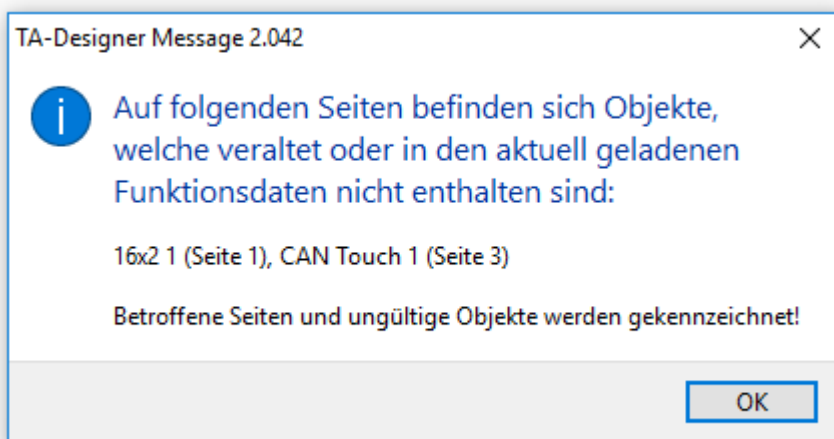 TA-Designer Message 2.042
Auf folgenden Seiten befinden sich Objekte,
welche veraltet oder in den aktuell geladenen
Funktionsdaten nicht enthalten sind:
16x2 1 (Seite 1), CAN Touch 1 (Seite 3)
Betroffene Seiten und ungültige Objekte werden gekennzeichnet!
OK